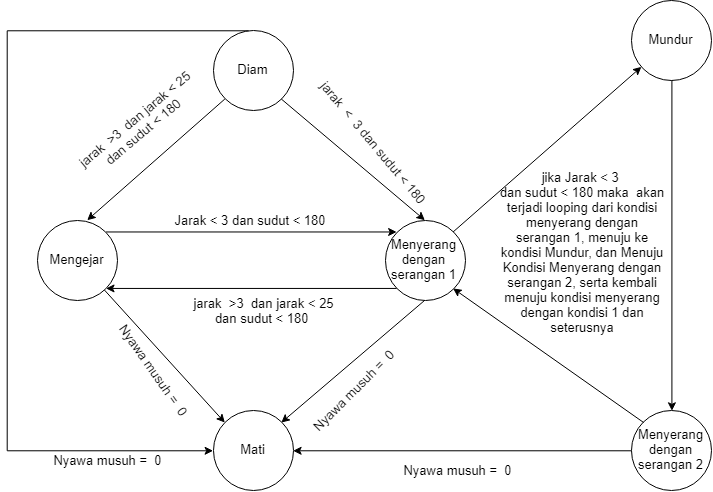 Mundur
Diam
jarak >3 dan jarak < 25
dan sudut < 180
jarak < 3 dan sudut < 180
jika Jarak < 3
dan sudut < 180 maka akan
terjadi looping dari kondisi
menyerang dengan
serangan 1, menuju ke
kondisi Mundur, dan Menuju
Kondisi Menyerang dengan
serangan 2, serta kembali
menuju kondisi menyerang
dengan kondisi 1 dan
seterusnya
Jarak < 3 dan sudut < 180
Mengejar
Menyerang
dengan
serangan 1
jarak >3 dan jarak < 25
dan sudut < 180
Nyawa musuh = 0
Nyawa musuh = 0
Mati
Menyerang
dengan
serangan 2
Nyawa musuh = 0
Nyawa musuh = 0